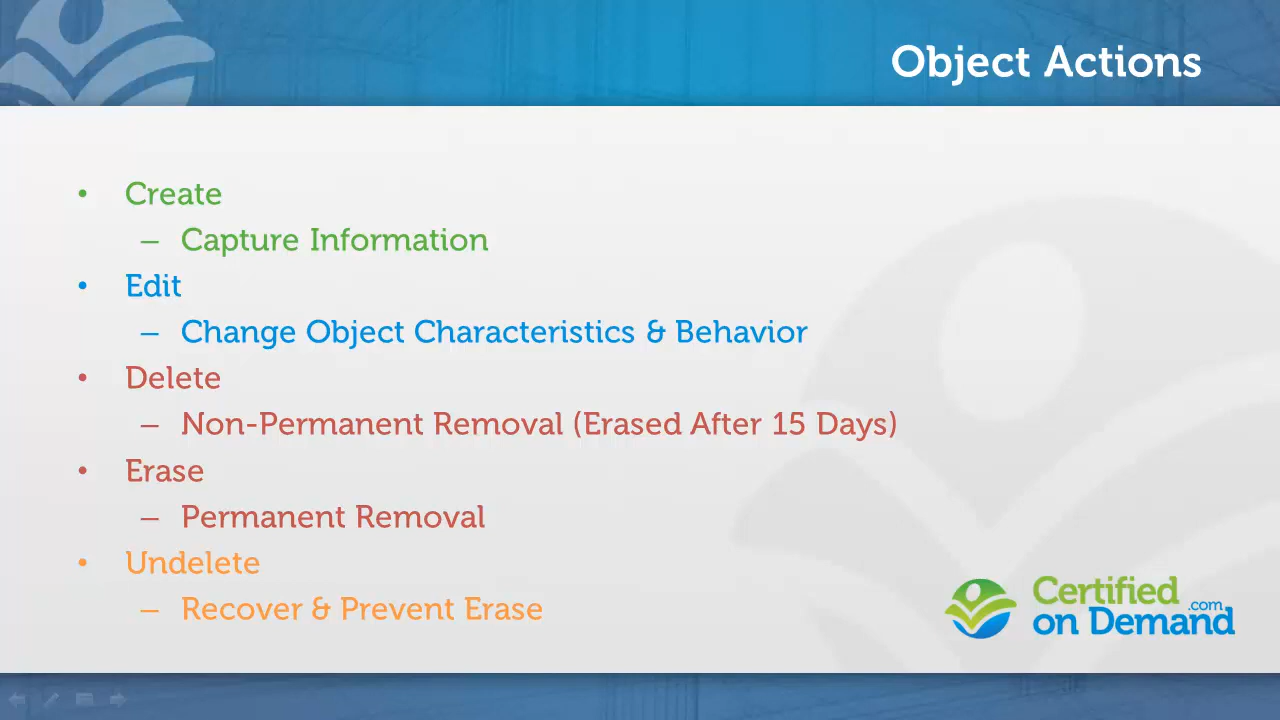 Object Actions
• Create
– Capture Information
• Edit
– Change Object Characteristics & Behavior
• Delete
– Non-Permanent Removal (Erased After 15 Days)
• Erase
– Permanent Removal
• Undelete
– Recover & Prevent Erase
Certified
on Demand.com